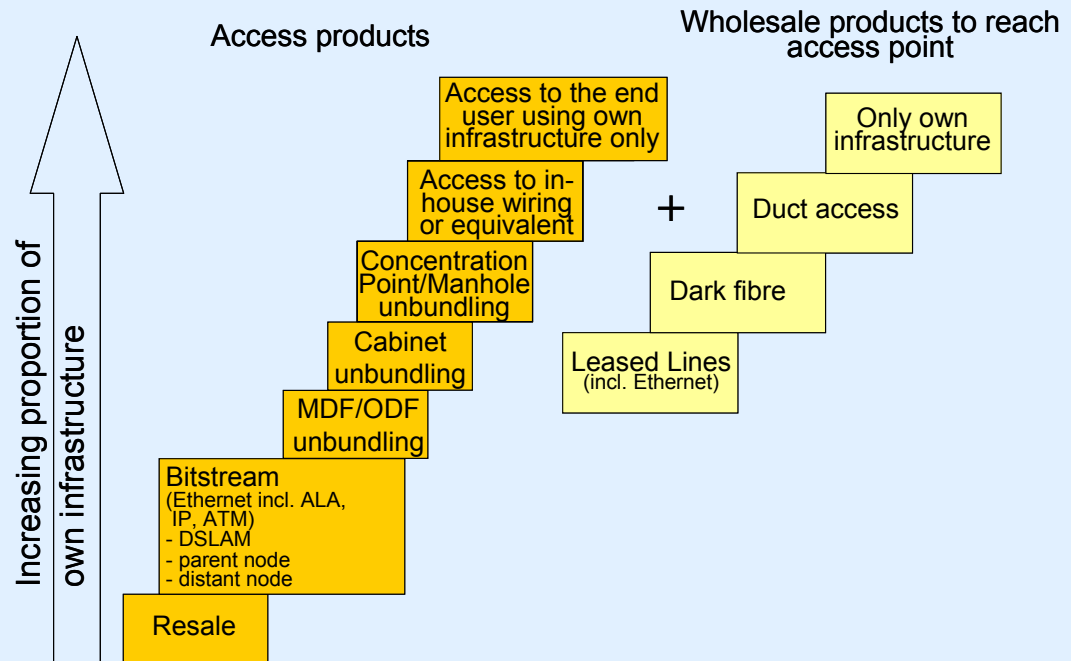 Access products
Wholesale products to reach
access point
Increasing proportion of
own infrastructure
Access to the end
user using own
infrastructure only
Access to in-
house wiring
or equivalent
Concentration
Point/Manhole
unbundling
Cabinet
unbundling
MDF/ODF
unbundling
Bitstream
(Ethernet incl. ALA,
IP, ATM)
- DSLAM
- parent node
- distant node
Resale
+
Only own
infrastructure
Duct access
Dark fibre
Leased Lines
(incl. Ethernet)